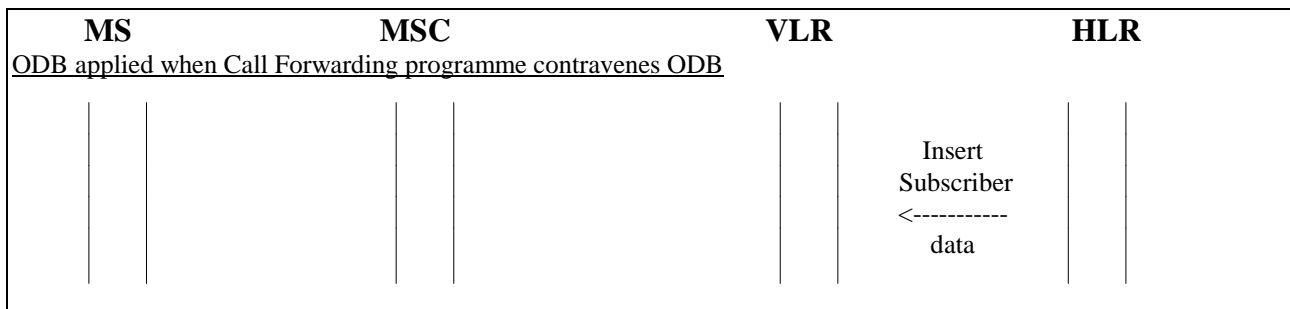 MS MSC VLR HLR
ODB applied when Call Forwarding programme contravenes ODB
Insert
Subscriber
<-----------
data